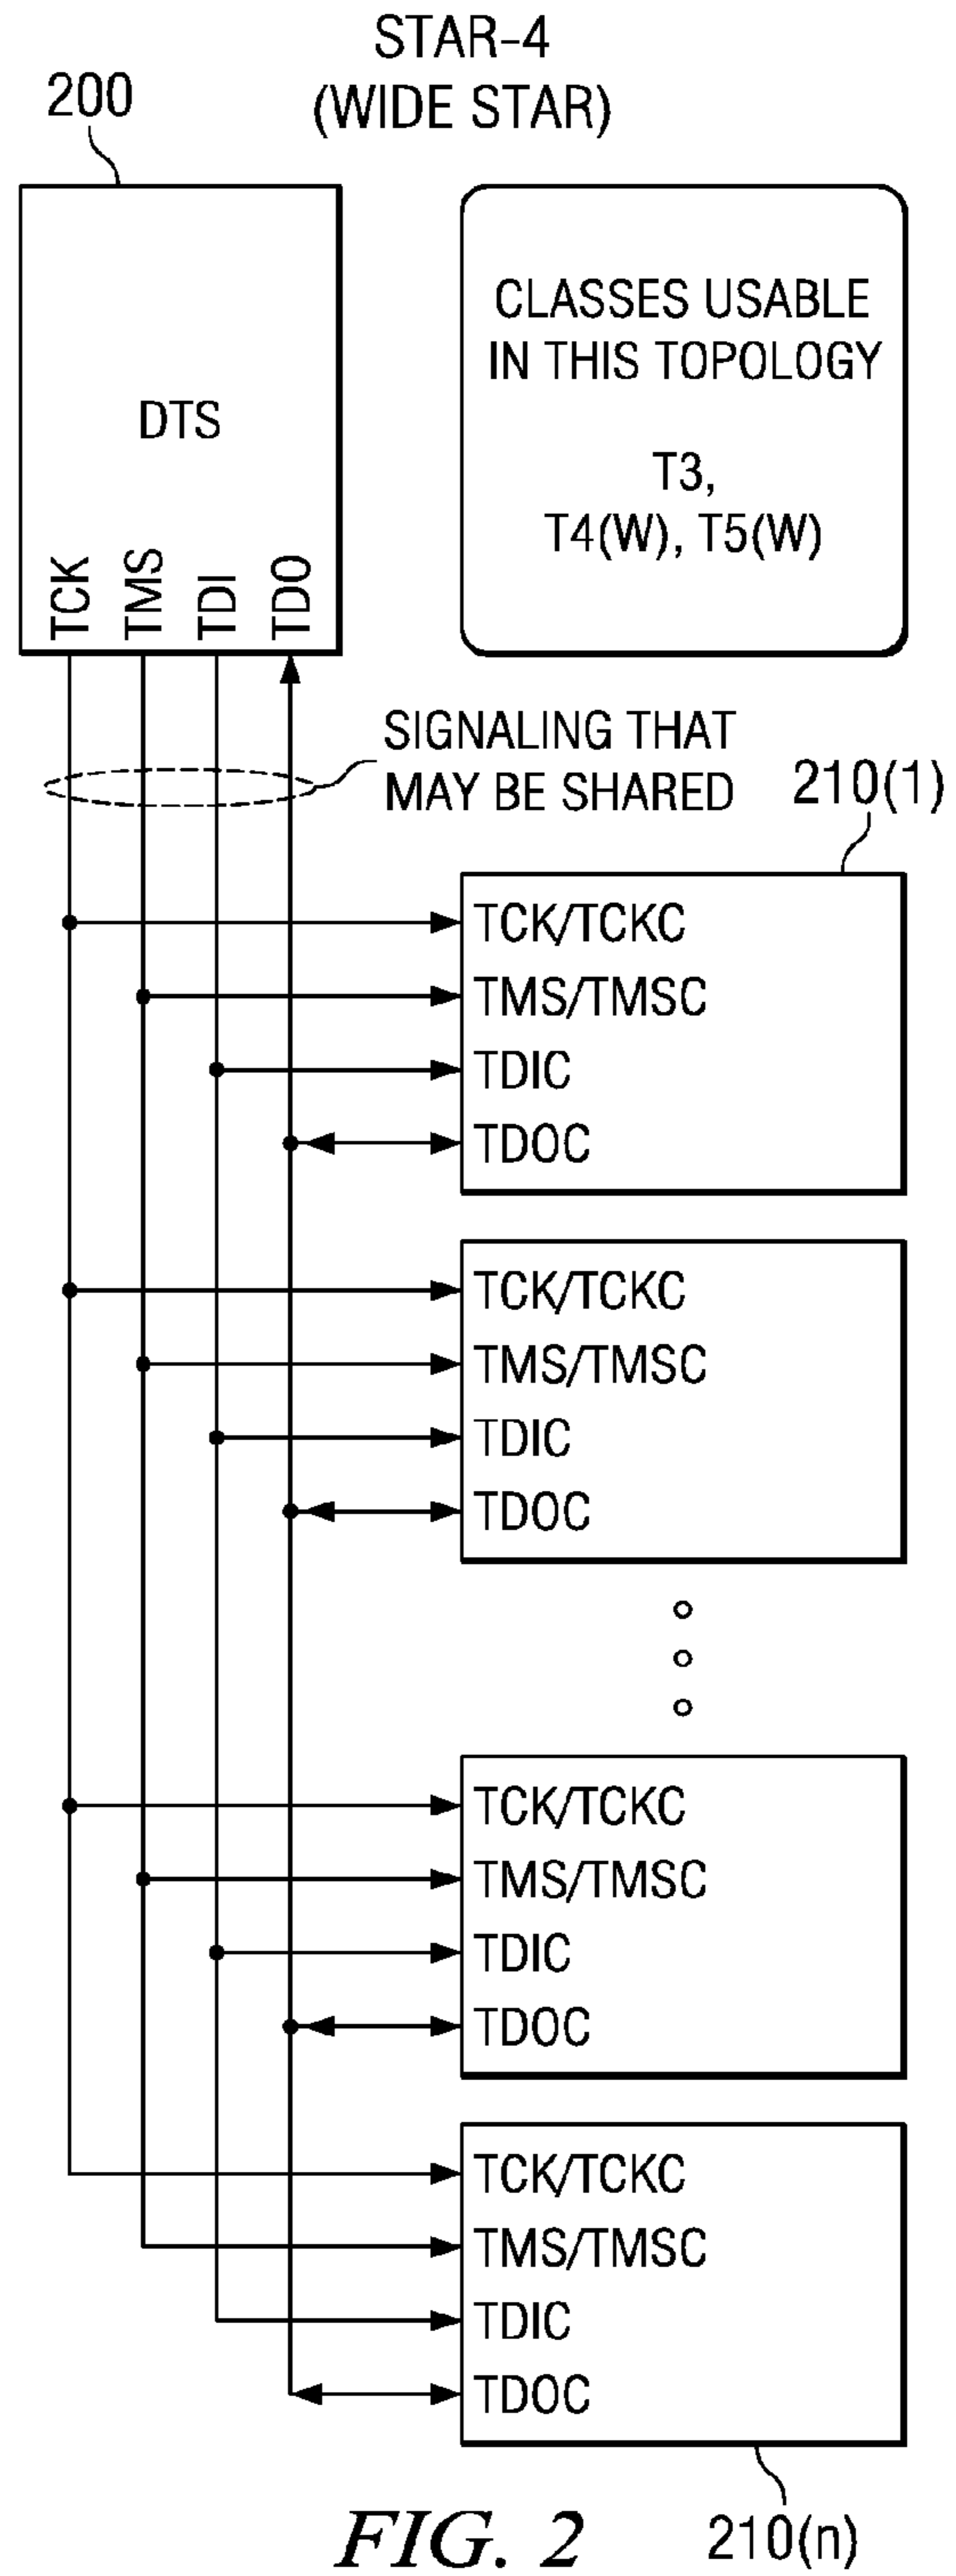 STAR-4
(WIDE STAR)
200
DTS
TCK
TMS
TDI
TDO
CLASSES USABLE
IN THIS TOPOLOGY
T3,
T4(W), T5(W)
SIGNALING THAT
MAY BE SHARED
210(1)
TCK/TCKC
TMS/TMSC
TDIC
TDOC
TCK/TCKC
TMS/TMSC
TDIC
TDOC
TCK/TCKC
TMS/TMSC
TDIC
TDOC
TCK/TCKC
TMS/TMSC
TDIC
TDOC
210(n)
FIG. 2